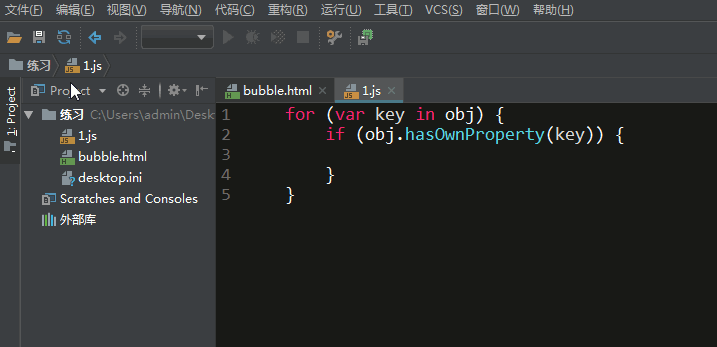 文件(F) 编辑(E) 视图(V) 导航(N) 代码(C) 重构(R) 运行(U) 工具(T) VCS(S) 窗口(W) 帮助(H)
练习 1.js
1: Project
Project
练习 C:\Users\admin\Desk
1.js
bubble.html
desktop.ini
Scratches and Consoles
外部库
bubble.html 1.js
1 for (var key in obj) {
2 if (obj.hasOwnProperty(key)) {
3
4 }
5 }